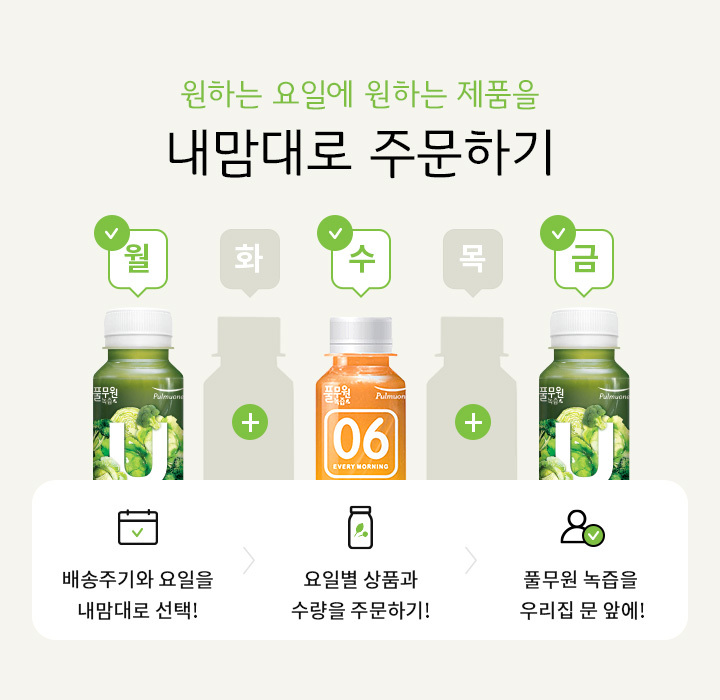 원하는 요일에 원하는 제품을
내맘대로 주문하기
월 화 수 목 금
풀무원 녹즙 Pulmuone
풀무원 녹즙 Pulmuone
풀무원 녹즙 Pulmuone
U
06
EVERY MORNING
U
배송주기와 요일을
내맘대로 선택!
요일별 상품과
수량을 주문하기!
풀무원 녹즙을
우리집 문 앞에!